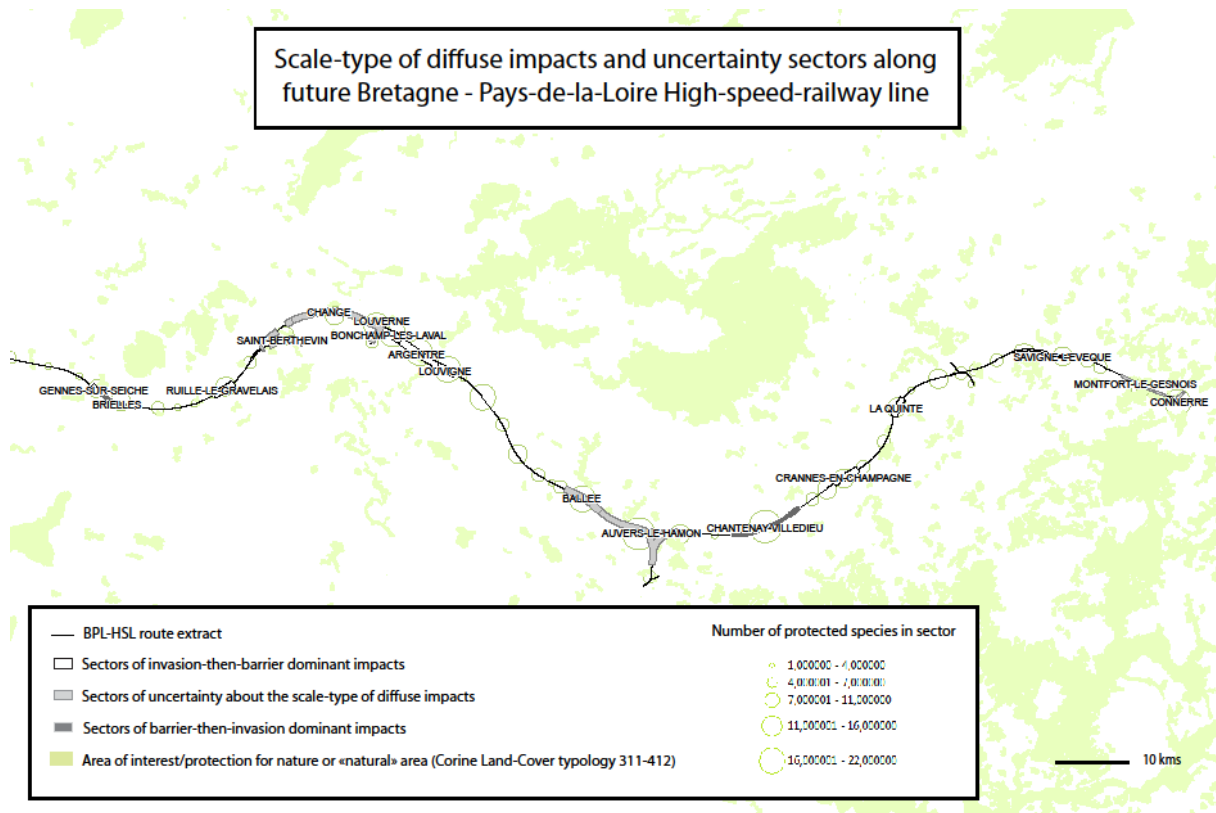 Scale-type of diffuse impacts and uncertainty sectors along
future Bretagne - Pays-de-la-Loire High-speed-railway line
CHANGE
LOUVERNE
SAINT-BERTHEVIN
BONCHAMP-LES-LAVAL
ARGENTRE
LOUVIGNE
SAVIGNE-L-EVEQUE
GENNES-SUR-SEICHE
RUILLE-LE-GRAVELAIS
MONTFORT-LE-GESNOIS
BRIELLES
CONNERRE
LA QUINTE
CRANNES-EN-CHAMPAGNE
BALLEE
AUVERS-LE-HAMON
CHANTENAY-VILLEDIEU
BPL-HSL route extract
Sectors of invasion-then-barrier dominant impacts
Sectors of uncertainty about the scale-type of diffuse impacts
Sectors of barrier-then-invasion dominant impacts
Area of interest/protection for nature or «natural» area (Corine Land-Cover typology 311-412)
Number of protected species in sector
1,000000 - 4,000000
4,000001 - 7,000000
7,000001 - 11,000000
11,000001 - 16,000000
16,000001 - 22,000000
10 kms